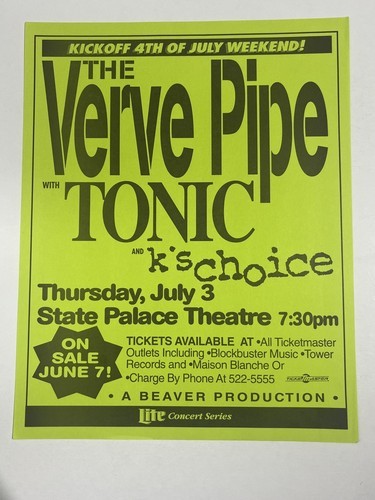 KICKOFF 4TH OF JULY WEEKEND!
THE
Verve Pipe
WITH TONIC
AND k's choice
Thursday, July 3
State Palace Theatre 7:30pm
ON
SALE
JUNE 7!
TICKETS AVAILABLE AT •All Ticketmaster
Outlets Including •Blockbuster Music •Tower
Records and •Maison Blanche Or
•Charge By Phone At 522-5555 TICKETMASTER
• A BEAVER PRODUCTION •
Lite Concert Series